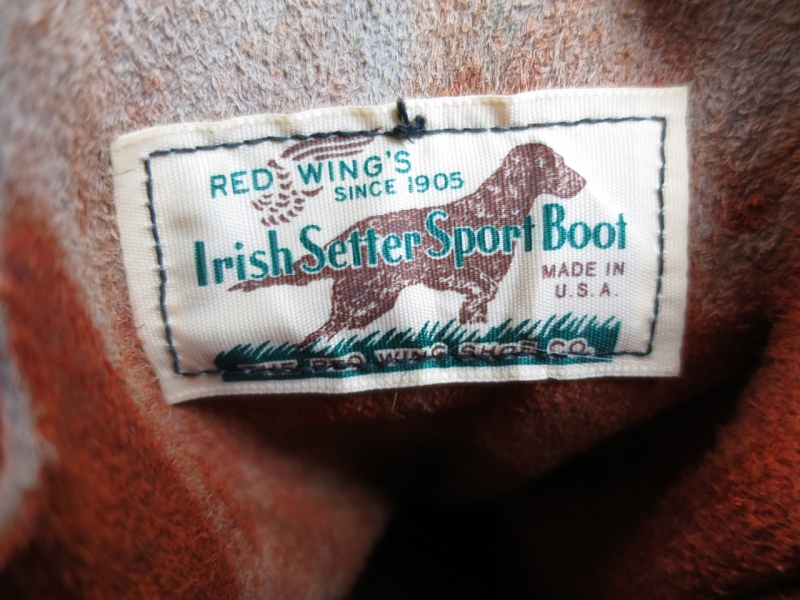 RED WING'S
SINCE 1905
Irish Setter Sport Boot
MADE IN
U.S.A.
THE RED WING SHOE CO.